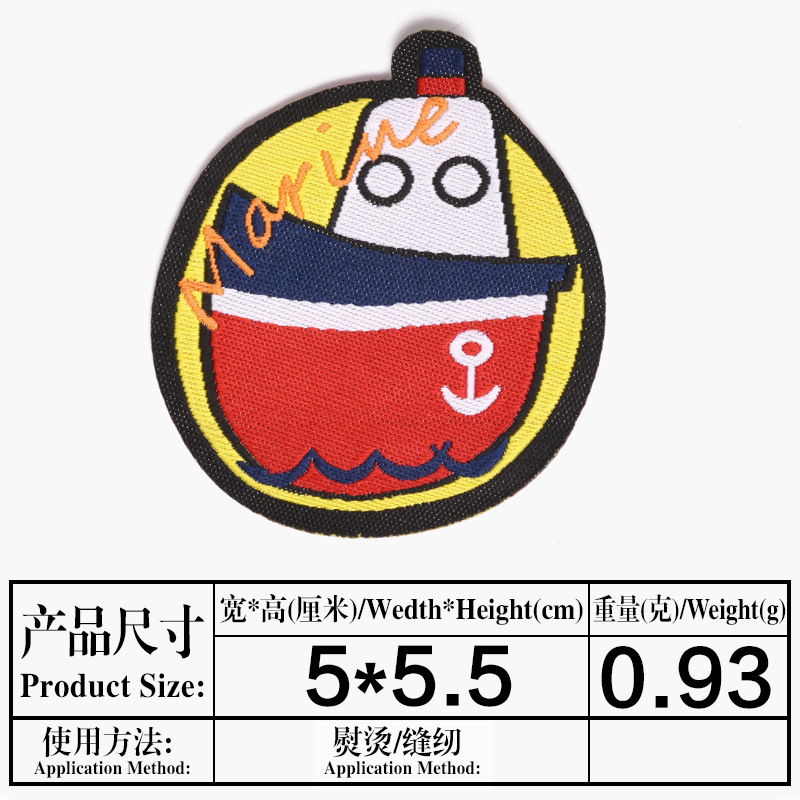 Marine
宽*高(厘米)/Wedth*Height(cm)
重量(克)/Weight(g)
产品尺寸
Product Size:
5*5.5
0.93
使用方法:
Application Method:
熨烫/缝纫
Application Method: